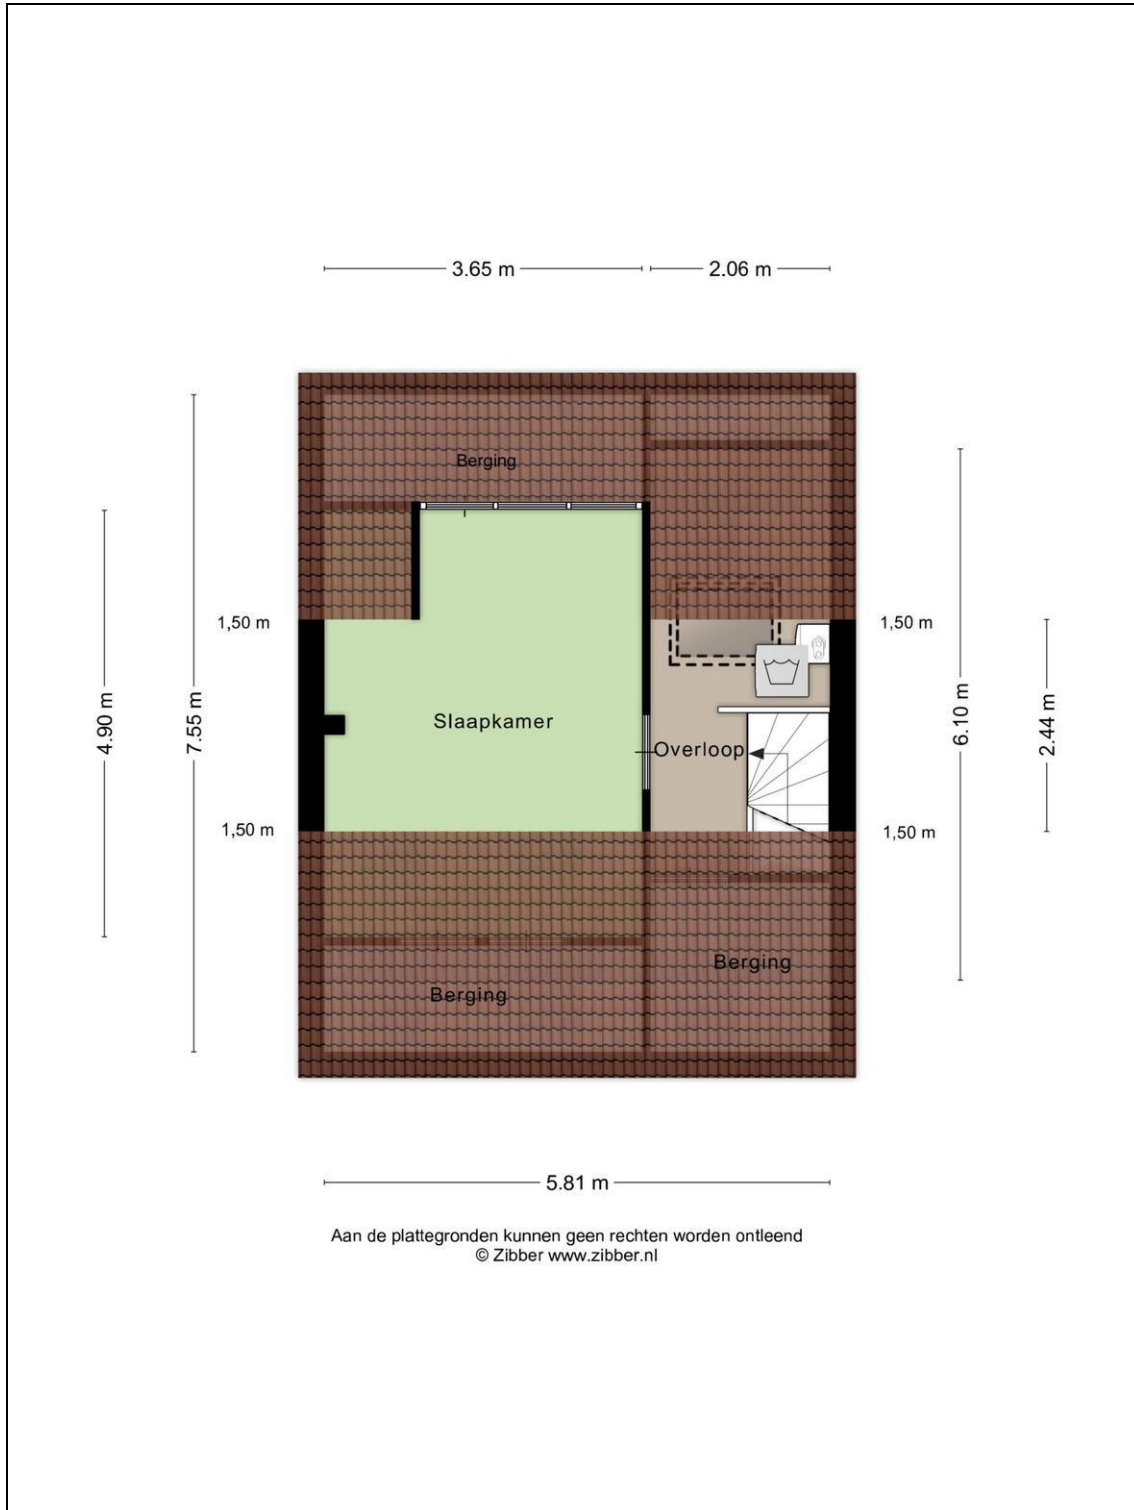 3.65 m
2.06 m
Berging
1,50 m
1,50 m
4.90 m
7.55 m
Slaapkamer
Overloop
6.10 m
2.44 m
1,50 m
1,50 m
Berging
Berging
5.81 m
Aan de plattegronden kunnen geen rechten worden ontleend
© Zibber www.zibber.nl